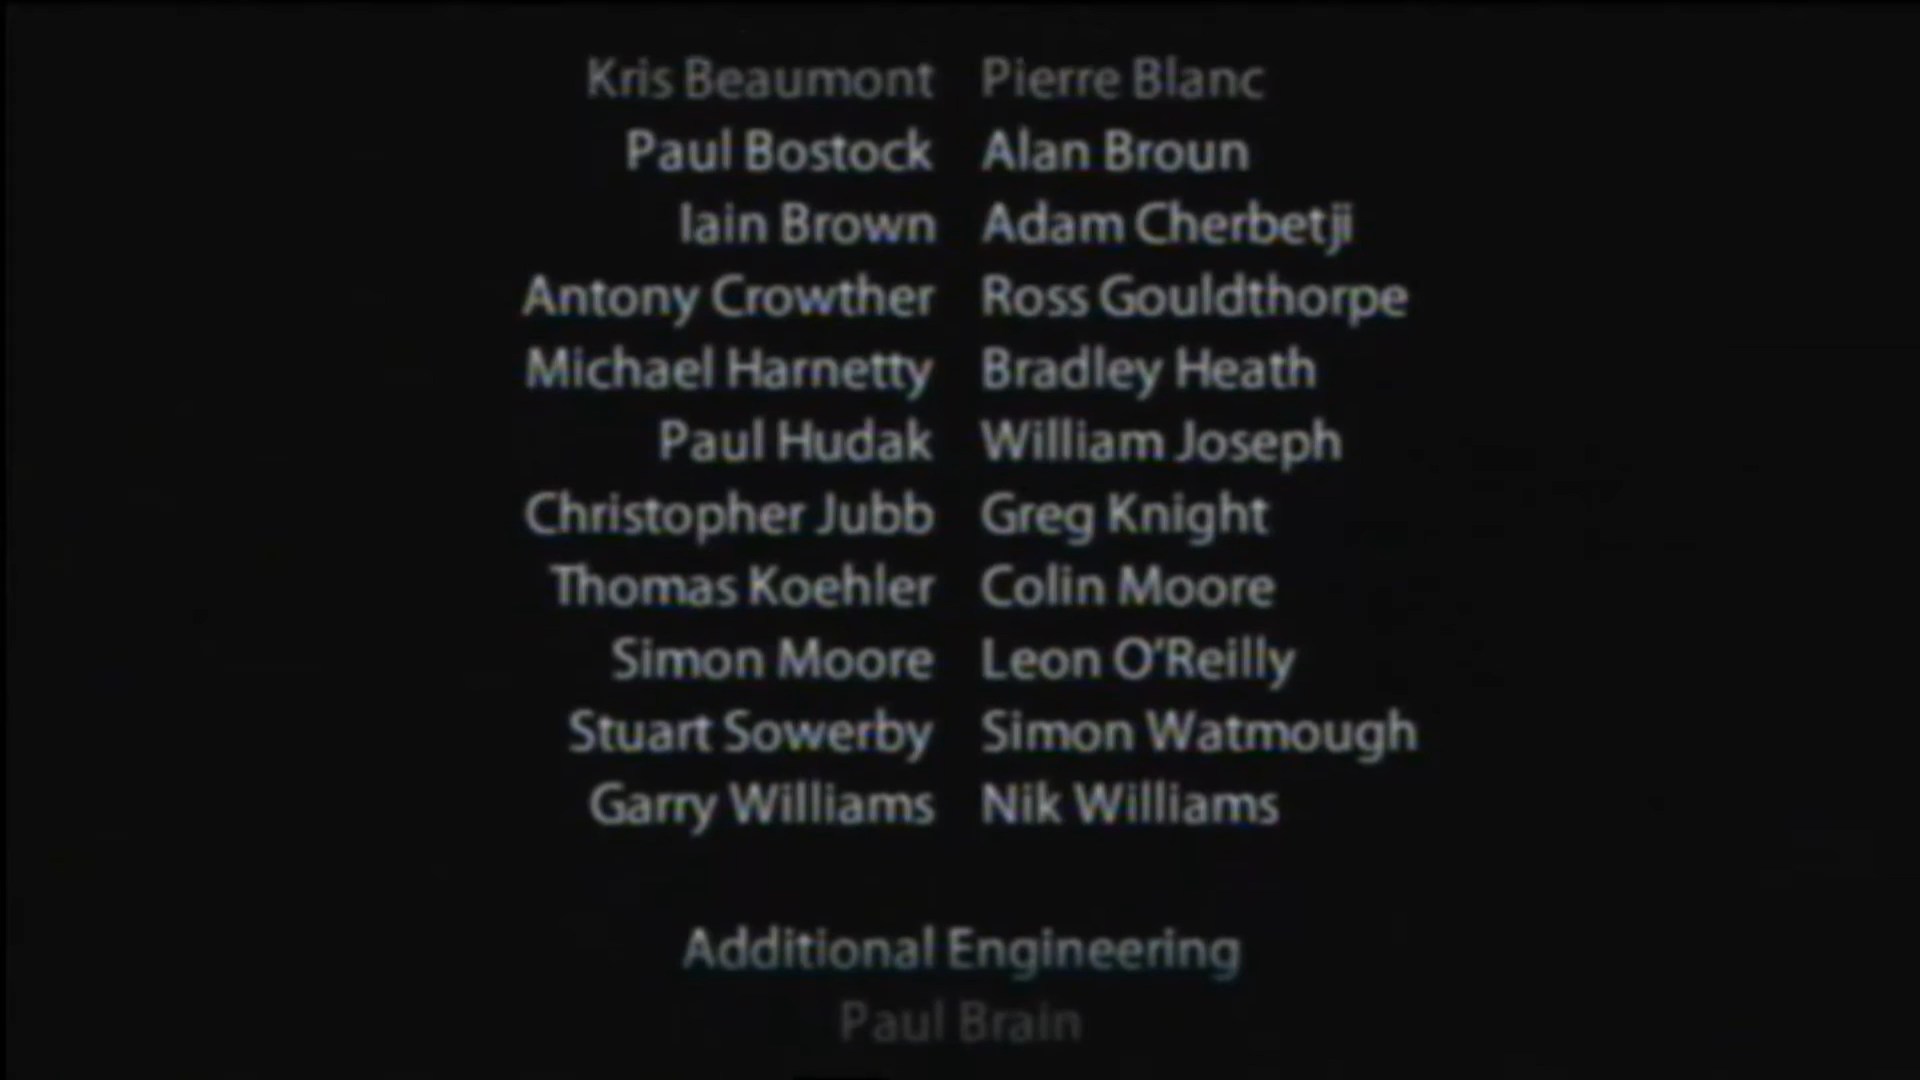 Kris Beaumont Pierre Blanc
Paul Bostock Alan Broun
Iain Brown Adam Cherbetji
Antony Crowther Ross Gouldthorpe
Michael Harnetty Bradley Heath
Paul Hudak William Joseph
Christopher Jubb Greg Knight
Thomas Koehler Colin Moore
Simon Moore Leon O'Reilly
Stuart Sowerby Simon Watmough
Garry Williams Nik Williams
Additional Engineering
Paul Brain